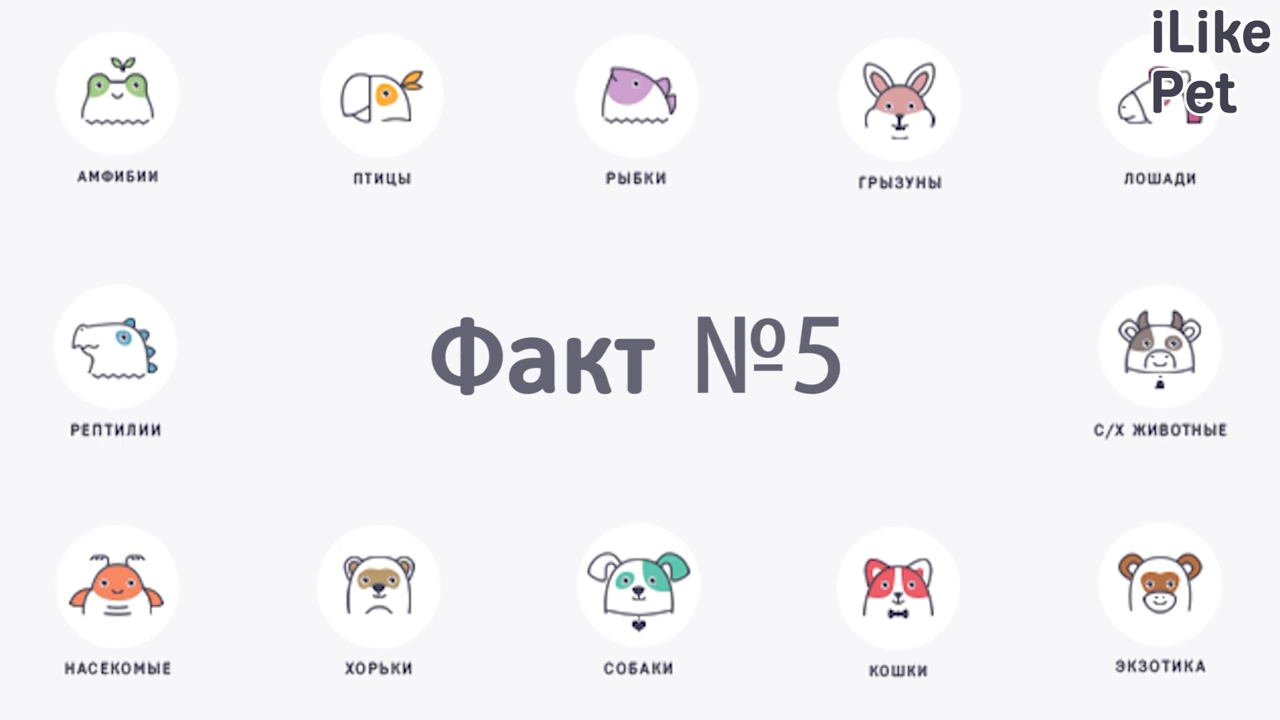 iLike
Pet
АМФИБИИ
ПТИЦЫ
РЫБКИ
ГРЫЗУНЫ
ЛОШАДИ
РЕПТИЛИИ
Факт №5
С/Х ЖИВОТНЫЕ
НАСЕКОМЫЕ
ХОРЬКИ
СОБАКИ
КОШКИ
ЭКЗОТИКА